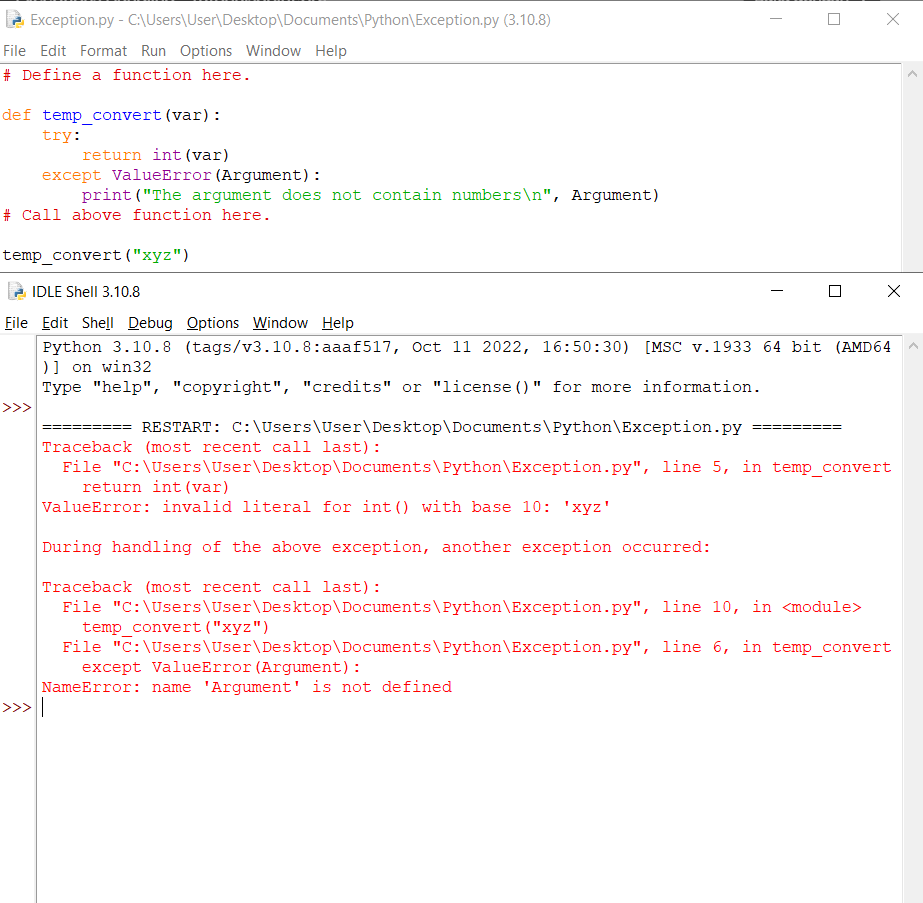 Exception.py - C:\Users\User\Desktop\Documents\Python\Exception.py (3.10.8)
File Edit Format Run Options Window Help
# Define a function here.
def temp_convert(var):
    try:
        return int(var)
    except ValueError(Argument):
        print("The argument does not contain numbers\n", Argument)
# Call above function here.
temp_convert("xyz")
IDLE Shell 3.10.8
File Edit Shell Debug Options Window Help
Python 3.10.8 (tags/v3.10.8:aaaf517, Oct 11 2022, 16:50:30) [MSC v.1933 64 bit (AMD64
)] on win32
Type "help", "copyright", "credits" or "license()" for more information.
>>>
========= RESTART: C:\Users\User\Desktop\Documents\Python\Exception.py =========
Traceback (most recent call last):
  File "C:\Users\User\Desktop\Documents\Python\Exception.py", line 5, in temp_convert
    return int(var)
ValueError: invalid literal for int() with base 10: 'xyz'
During handling of the above exception, another exception occurred:
Traceback (most recent call last):
  File "C:\Users\User\Desktop\Documents\Python\Exception.py", line 10, in <module>
    temp_convert("xyz")
  File "C:\Users\User\Desktop\Documents\Python\Exception.py", line 6, in temp_convert
    except ValueError(Argument):
NameError: name 'Argument' is not defined
>>>